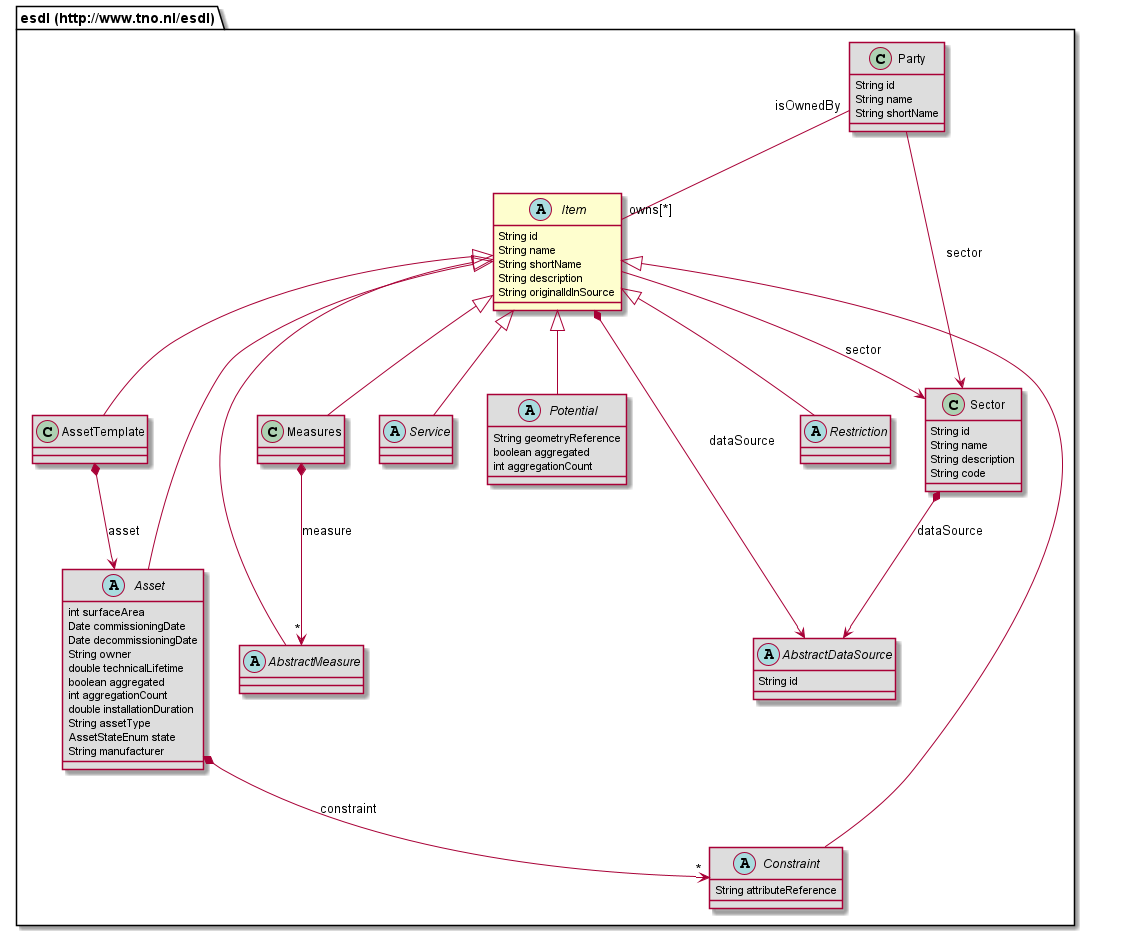 esdl (http://www.tno.nl/esdl)
C Party
String id
String name
String shortName
isOwnedBy
owns[*]
A Item
String id
String name
String shortName
String description
String originalIdInSource
sector
sector
C AssetTemplate
C Measures
A Service
A Potential
String geometryReference
boolean aggregated
int aggregationCount
dataSource
A Restriction
C Sector
String id
String name
String description
String code
asset
measure
*
dataSource
A Asset
int surfaceArea
Date commissioningDate
Date decommissioningDate
String owner
double technicalLifetime
boolean aggregated
int aggregationCount
double installationDuration
String assetType
AssetStateEnum state
String manufacturer
A AbstractMeasure
A AbstractDataSource
String id
constraint
*
A Constraint
String attributeReference